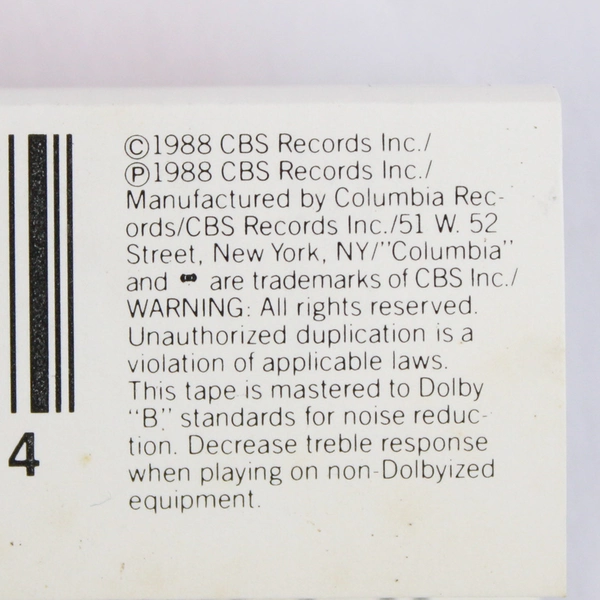 ©1988 CBS Records Inc./
℗1988 CBS Records Inc./
Manufactured by Columbia Rec-
ords/CBS Records Inc./51 W. 52
Street, New York, NY/"Columbia"
and are trademarks of CBS Inc./
WARNING: All rights reserved.
Unauthorized duplication is a
violation of applicable laws.
This tape is mastered to Dolby
"B" standards for noise reduc-
tion. Decrease treble response
when playing on non-Dolbyized
equipment.
4